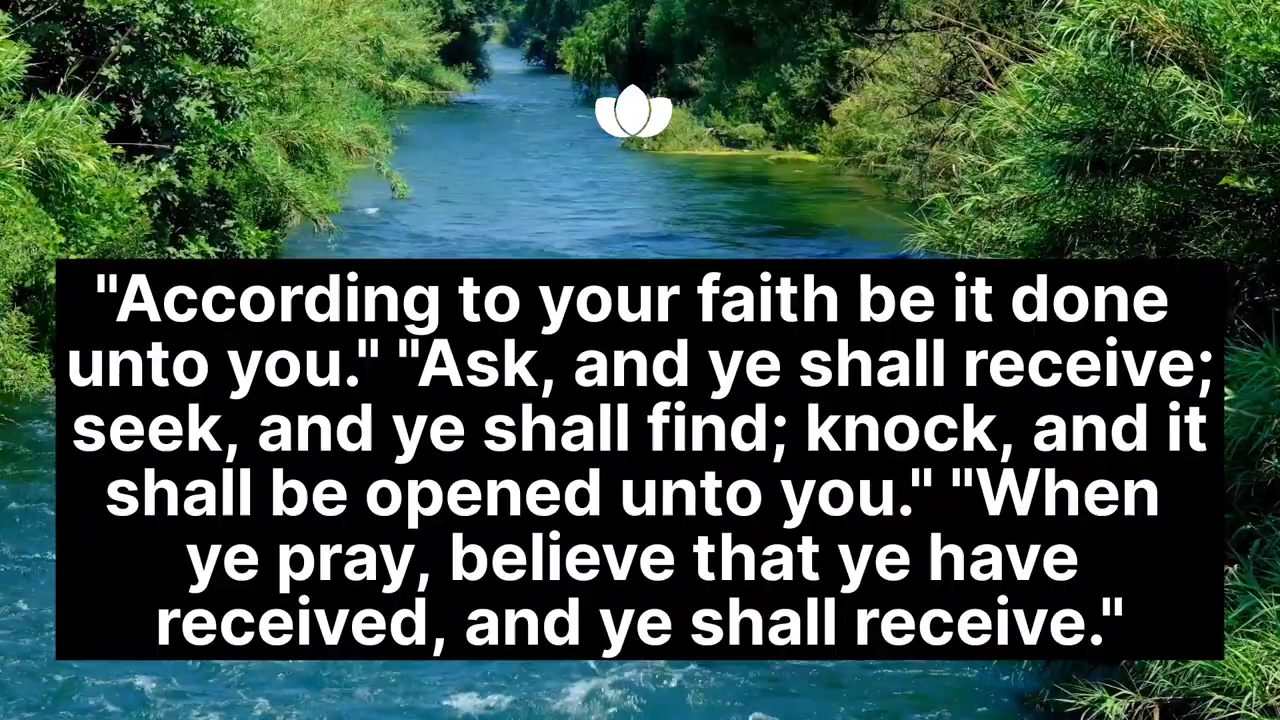 "According to your faith be it done
unto you." "Ask, and ye shall receive;
seek, and ye shall find; knock, and it
shall be opened unto you." "When
ye pray, believe that ye have
received, and ye shall receive."